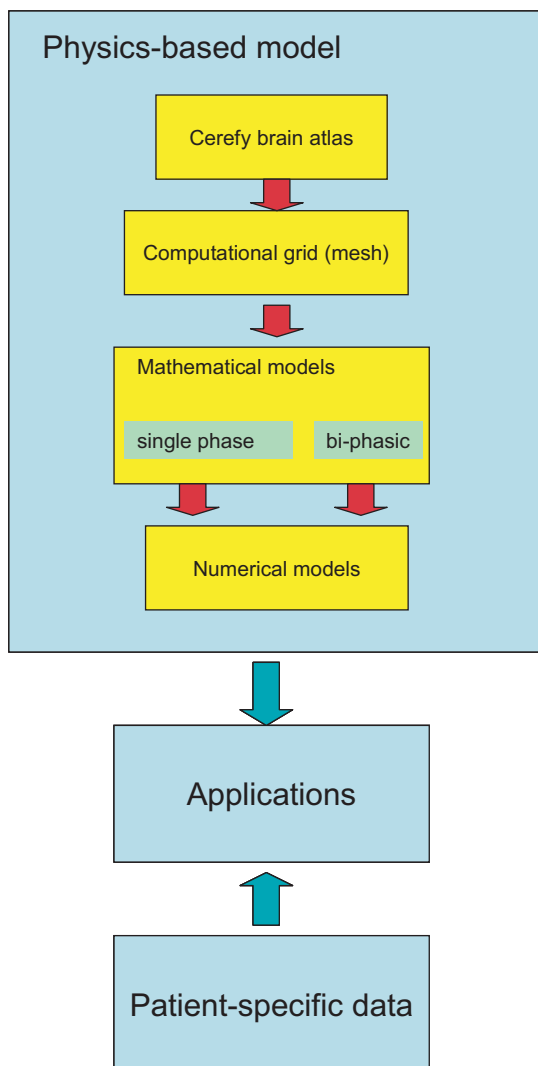 Physics-based model
Cerefy brain atlas
Computational grid (mesh)
Mathematical models
single phase
bi-phasic
Numerical models
Applications
Patient-specific data